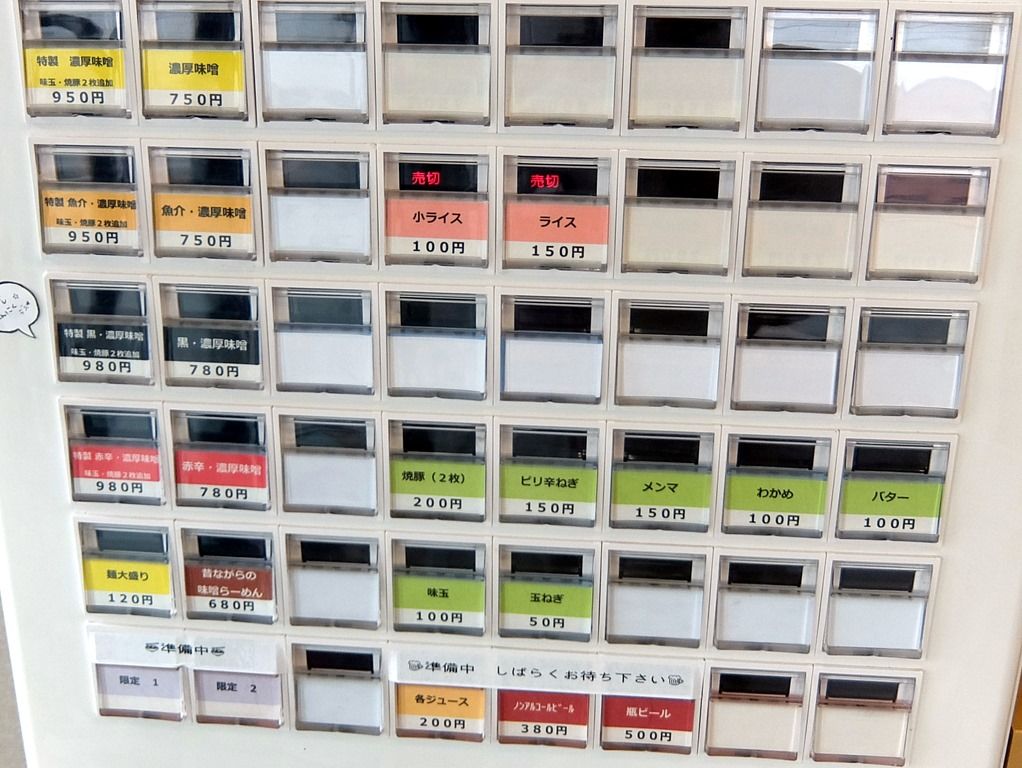 特製 濃厚味噌
味玉・焼豚2枚追加
950円
濃厚味噌
750円
特製 魚介・濃厚味噌
味玉・焼豚2枚追加
950円
魚介・濃厚味噌
750円
売切
小ライス
100円
売切
ライス
150円
特製 黒・濃厚味噌
味玉・焼豚2枚追加
980円
黒・濃厚味噌
780円
特製 赤辛・濃厚味噌
味玉・焼豚2枚追加
980円
赤辛・濃厚味噌
780円
焼豚（2枚）
200円
ピリ辛ねぎ
150円
メンマ
150円
わかめ
100円
バター
100円
麺大盛り
120円
昔ながらの
味噌らーめん
680円
味玉
100円
玉ねぎ
50円
準備中
限定 1
限定 2
準備中 しばらくお待ち下さい
各ジュース
200円
ノンアルコールビール
380円
瓶ビール
500円